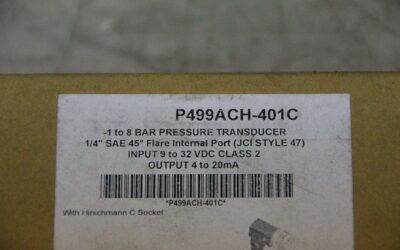 P499ACH-401C
-1 to 8 BAR PRESSURE TRANSDUCER
1/4" SAE 45° Flare Internal Port (JCI STYLE 47)
INPUT 9 to 32 VDC CLASS 2
OUTPUT 4 to 20mA
*P499ACH-401C*
With Hirschmann C Socket